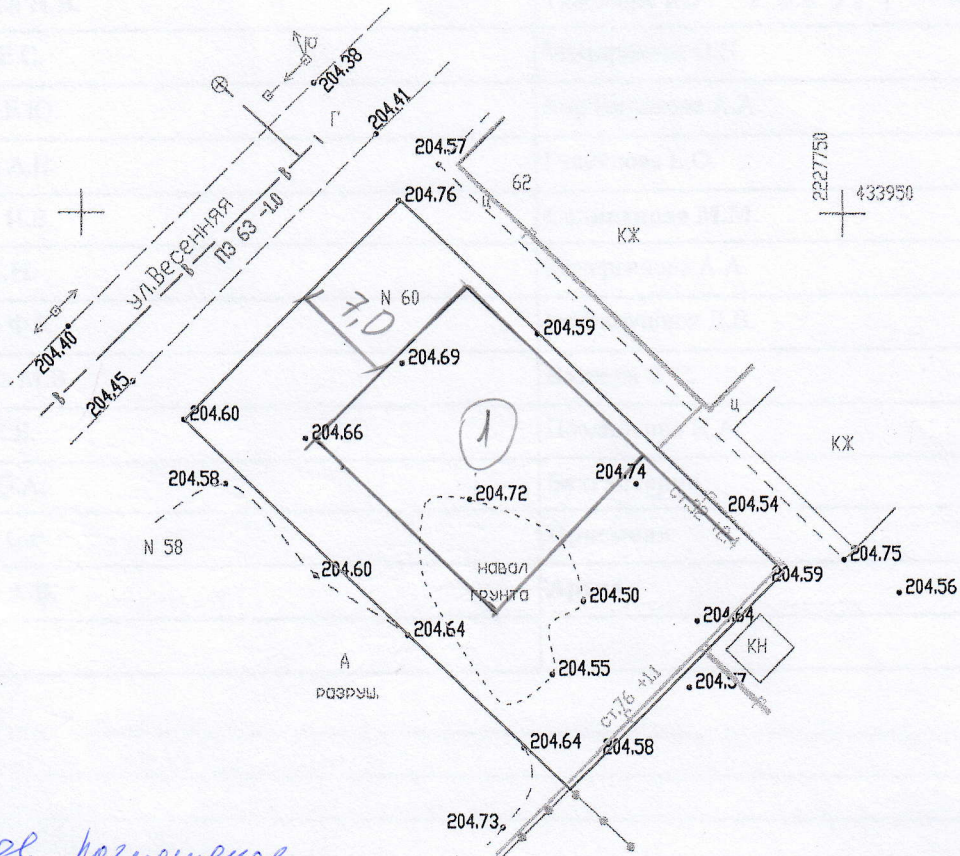 204.38
204.41
Г
204.57
204.76
62
ц
2227750
433950
кж
ул.Весенняя
ПЭ 63 -1.0
в
в
в
N 60
7,0
204.59
204.69
204.40
204.45
204.60
204.66
1
ц
кж
204.58
204.72
204.74
204.54
N 58
204.60
навал
грунта
204.50
204.59
204.75
204.56
204.64
204.64
А
разруш.
204.55
кн
204.57
ст.76 +1.1
204.64
204.58
204.73